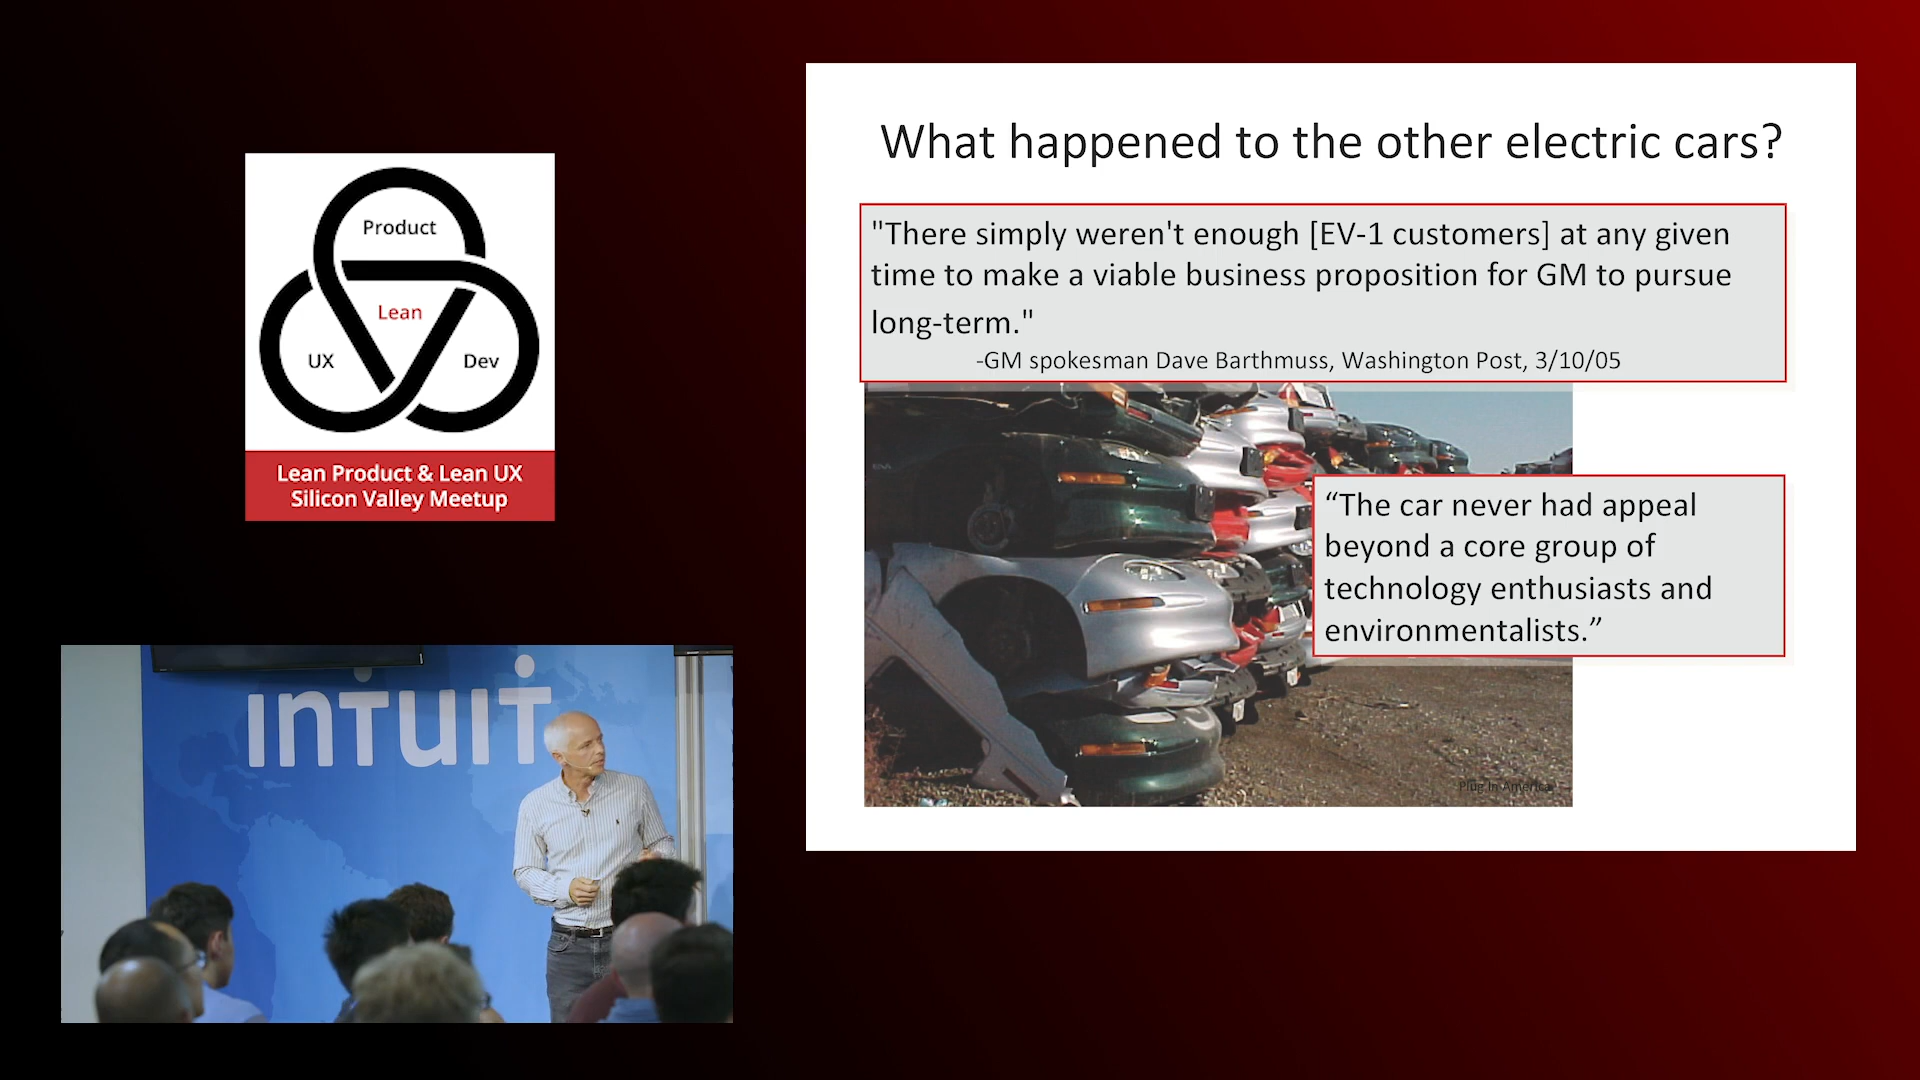 Product
Lean
UX
Dev
Lean Product & Lean UX
Silicon Valley Meetup
What happened to the other electric cars?
"There simply weren't enough [EV-1 customers] at any given
time to make a viable business proposition for GM to pursue
long-term."
-GM spokesman Dave Barthmuss, Washington Post, 3/10/05
“The car never had appeal
beyond a core group of
technology enthusiasts and
environmentalists.”
Plug In America
intuit